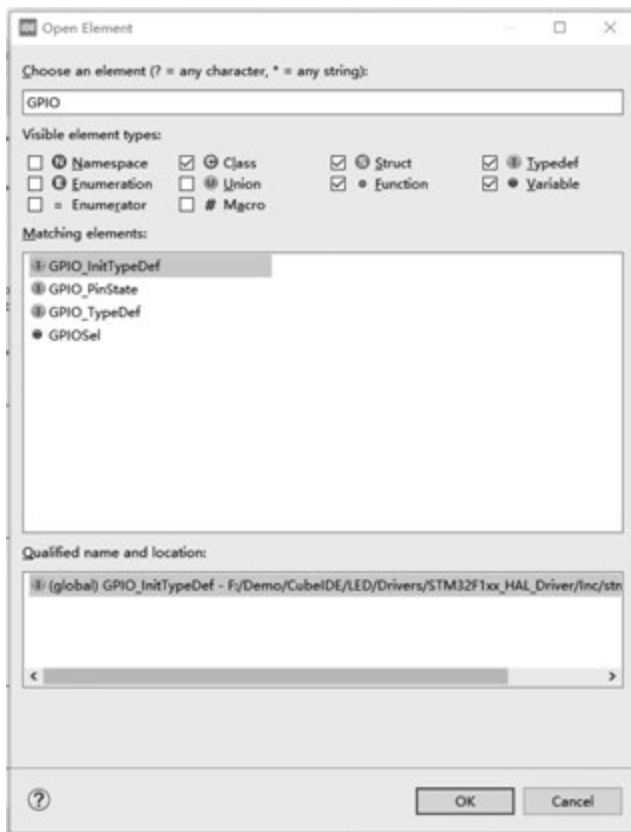 IDE Open Element
Choose an element (? = any character, * = any string):
GPIO
Visible element types:
Namespace Class Struct Typedef
Enumeration Union Function Variable
Enumerator # Macro
Matching elements:
GPIO_InitTypeDef
GPIO_PinState
GPIO_TypeDef
GPIOSel
Qualified name and location:
(global) GPIO_InitTypeDef - F:/Demo/CubeIDE/LED/Drivers/STM32F1xx_HAL_Driver/Inc/stn
? OK Cancel